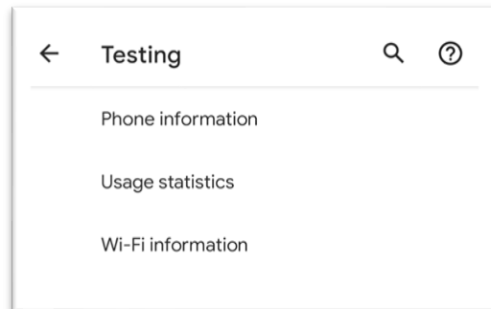 Testing
Phone information
Usage statistics
Wi-Fi information